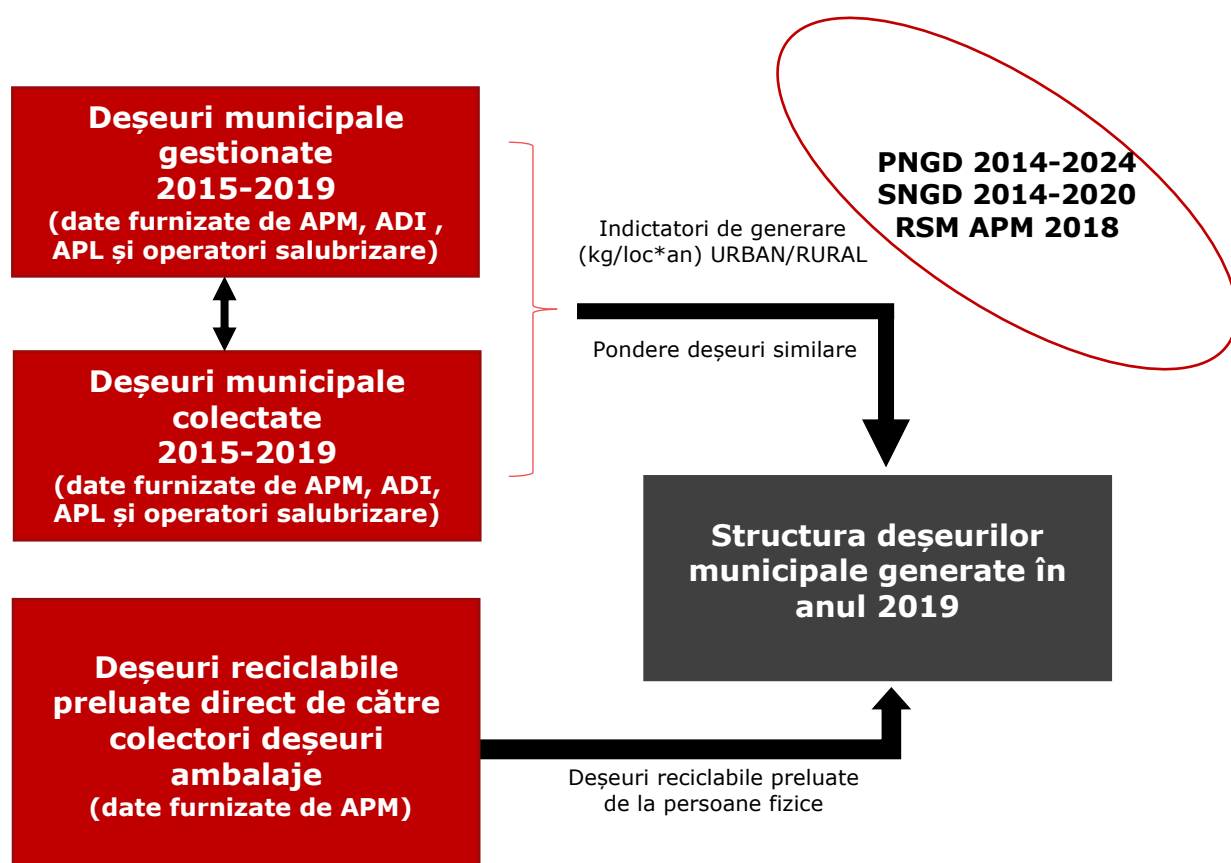 Deșeuri municipale
gestionate
2015-2019
(date furnizate de APM, ADI ,
APL și operatori salubrizare)
Deșeuri municipale
colectate
2015-2019
(date furnizate de APM, ADI,
APL și operatori salubrizare)
Deșeuri reciclabile
preluate direct de către
colectori deșeuri
ambalaje
(date furnizate de APM)
Indictatori de generare
(kg/loc*an) URBAN/RURAL
Pondere deșeuri similare
PNGD 2014-2024
SNGD 2014-2020
RSM APM 2018
Structura deșeurilor
municipale generate în
anul 2019
Deșeuri reciclabile preluate
de la persoane fizice